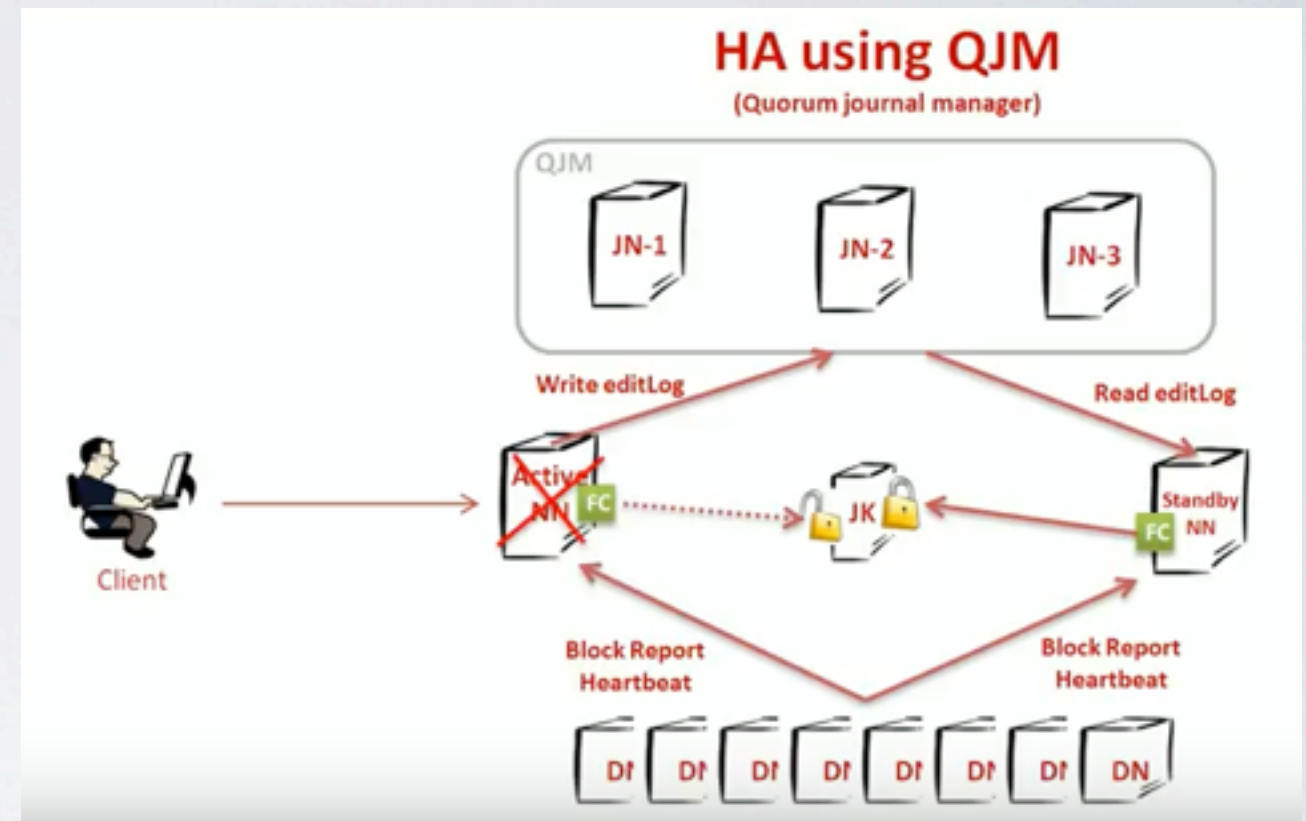 HA using QJM
(Quorum journal manager)
QJM
JN-1
JN-2
JN-3
Write editLog
Read editLog
Active
NN
FC
JK
Standby
NN
FC
Client
Block Report
Heartbeat
Block Report
Heartbeat
DN